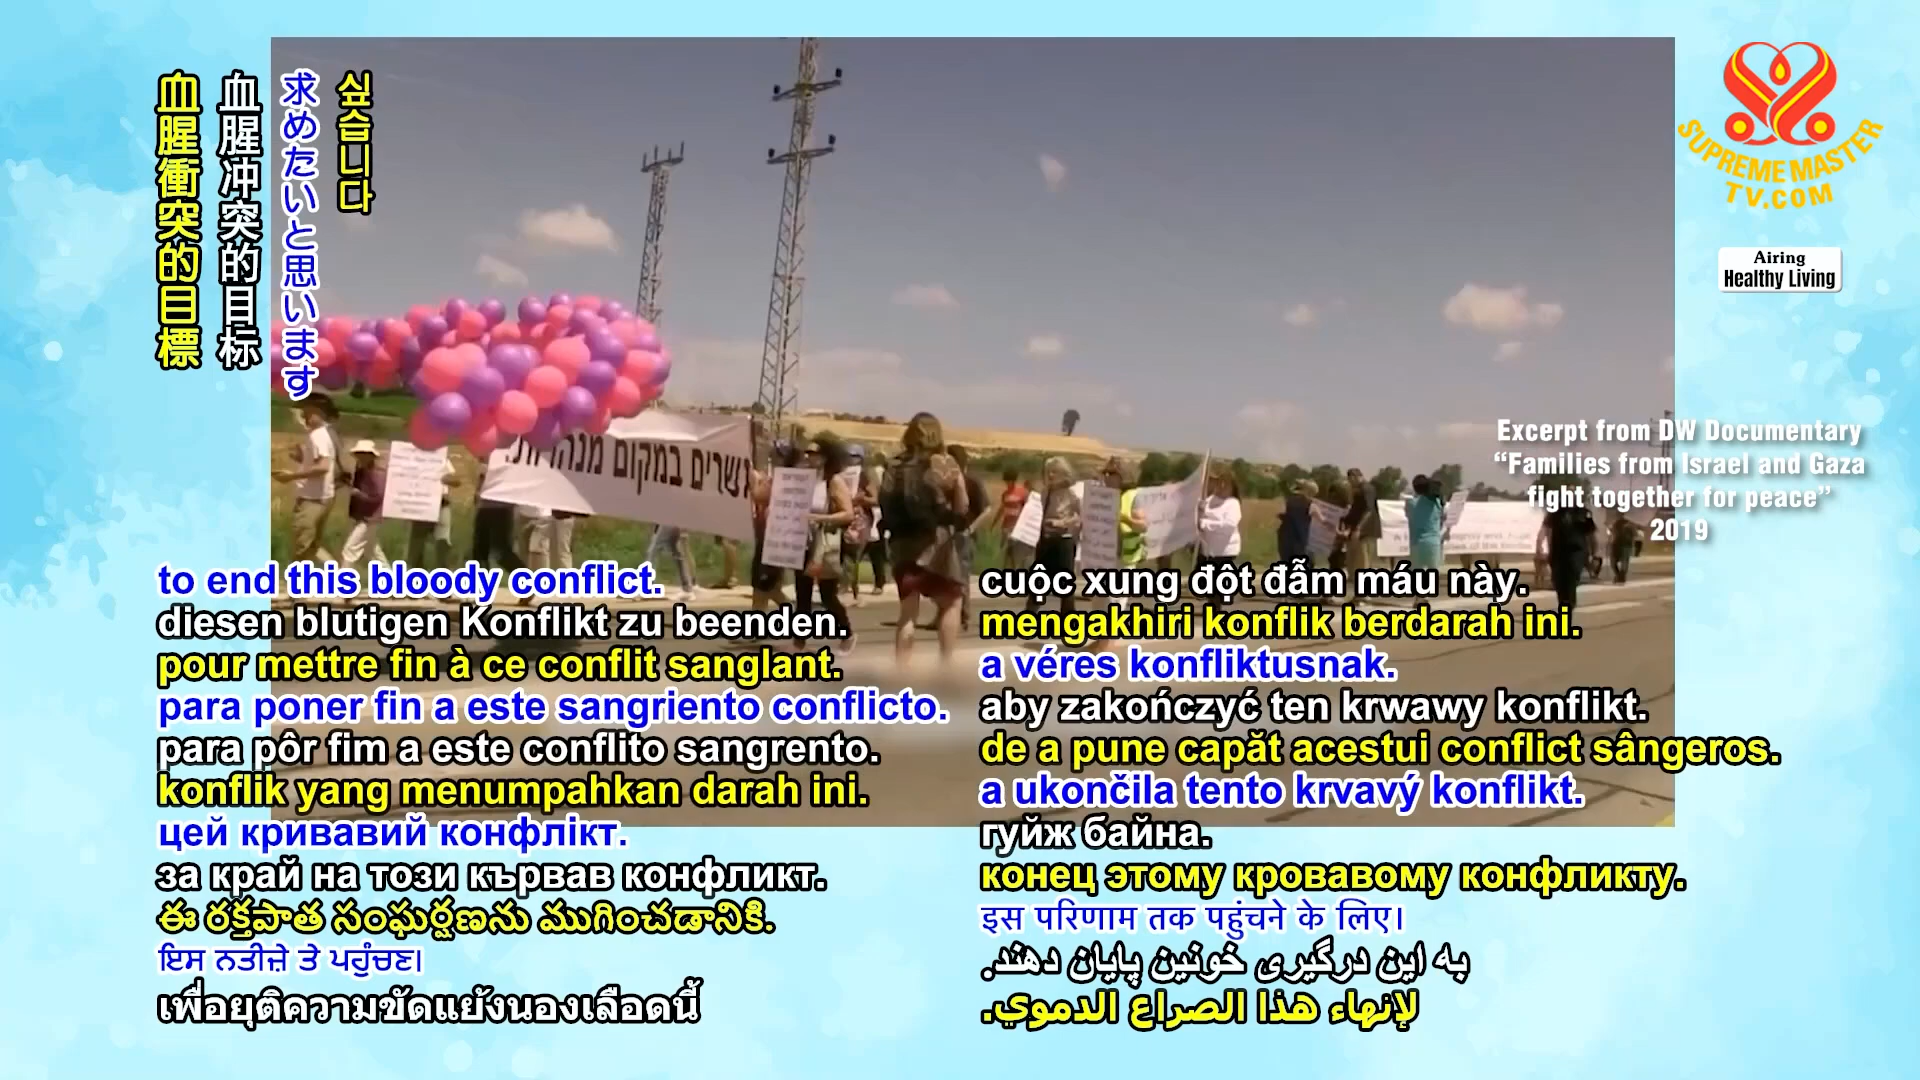 血腥衝突的目標
血腥冲突的目标
求めたいと思います
싶습니다
SUPREME MASTER
TV.COM
Airing
Healthy Living
גשרים במקום מנהרות.
Excerpt from DW Documentary
“Families from Israel and Gaza
fight together for peace”
2019
to end this bloody conflict.
diesen blutigen Konflikt zu beenden.
pour mettre fin à ce conflit sanglant.
para poner fin a este sangriento conflicto.
para pôr fim a este conflito sangrento.
konflik yang menumpahkan darah ini.
цей кривавий конфлікт.
за край на този кървав конфликт.
ఈ రక్తపాత సంఘర్షణను ముగించడానికి.
ਇਸ ਨਤੀਜ਼ੇ ਤੇ ਪਹੁੰਚਣ।
เพื่อยุติความขัดแย้งนองเลือดนี้
cuộc xung đột đẫm máu này.
mengakhiri konflik berdarah ini.
a véres konfliktusnak.
aby zakończyć ten krwawy konflikt.
de a pune capăt acestui conflict sângeros.
a ukončila tento krvavý konflikt.
гуйж байна.
конец этому кровавому конфликту.
इस परिणाम तक पहुंचने के लिए।
به این درگیری خونین پایان دهند.
لإنهاء هذا الصراع الدموي.